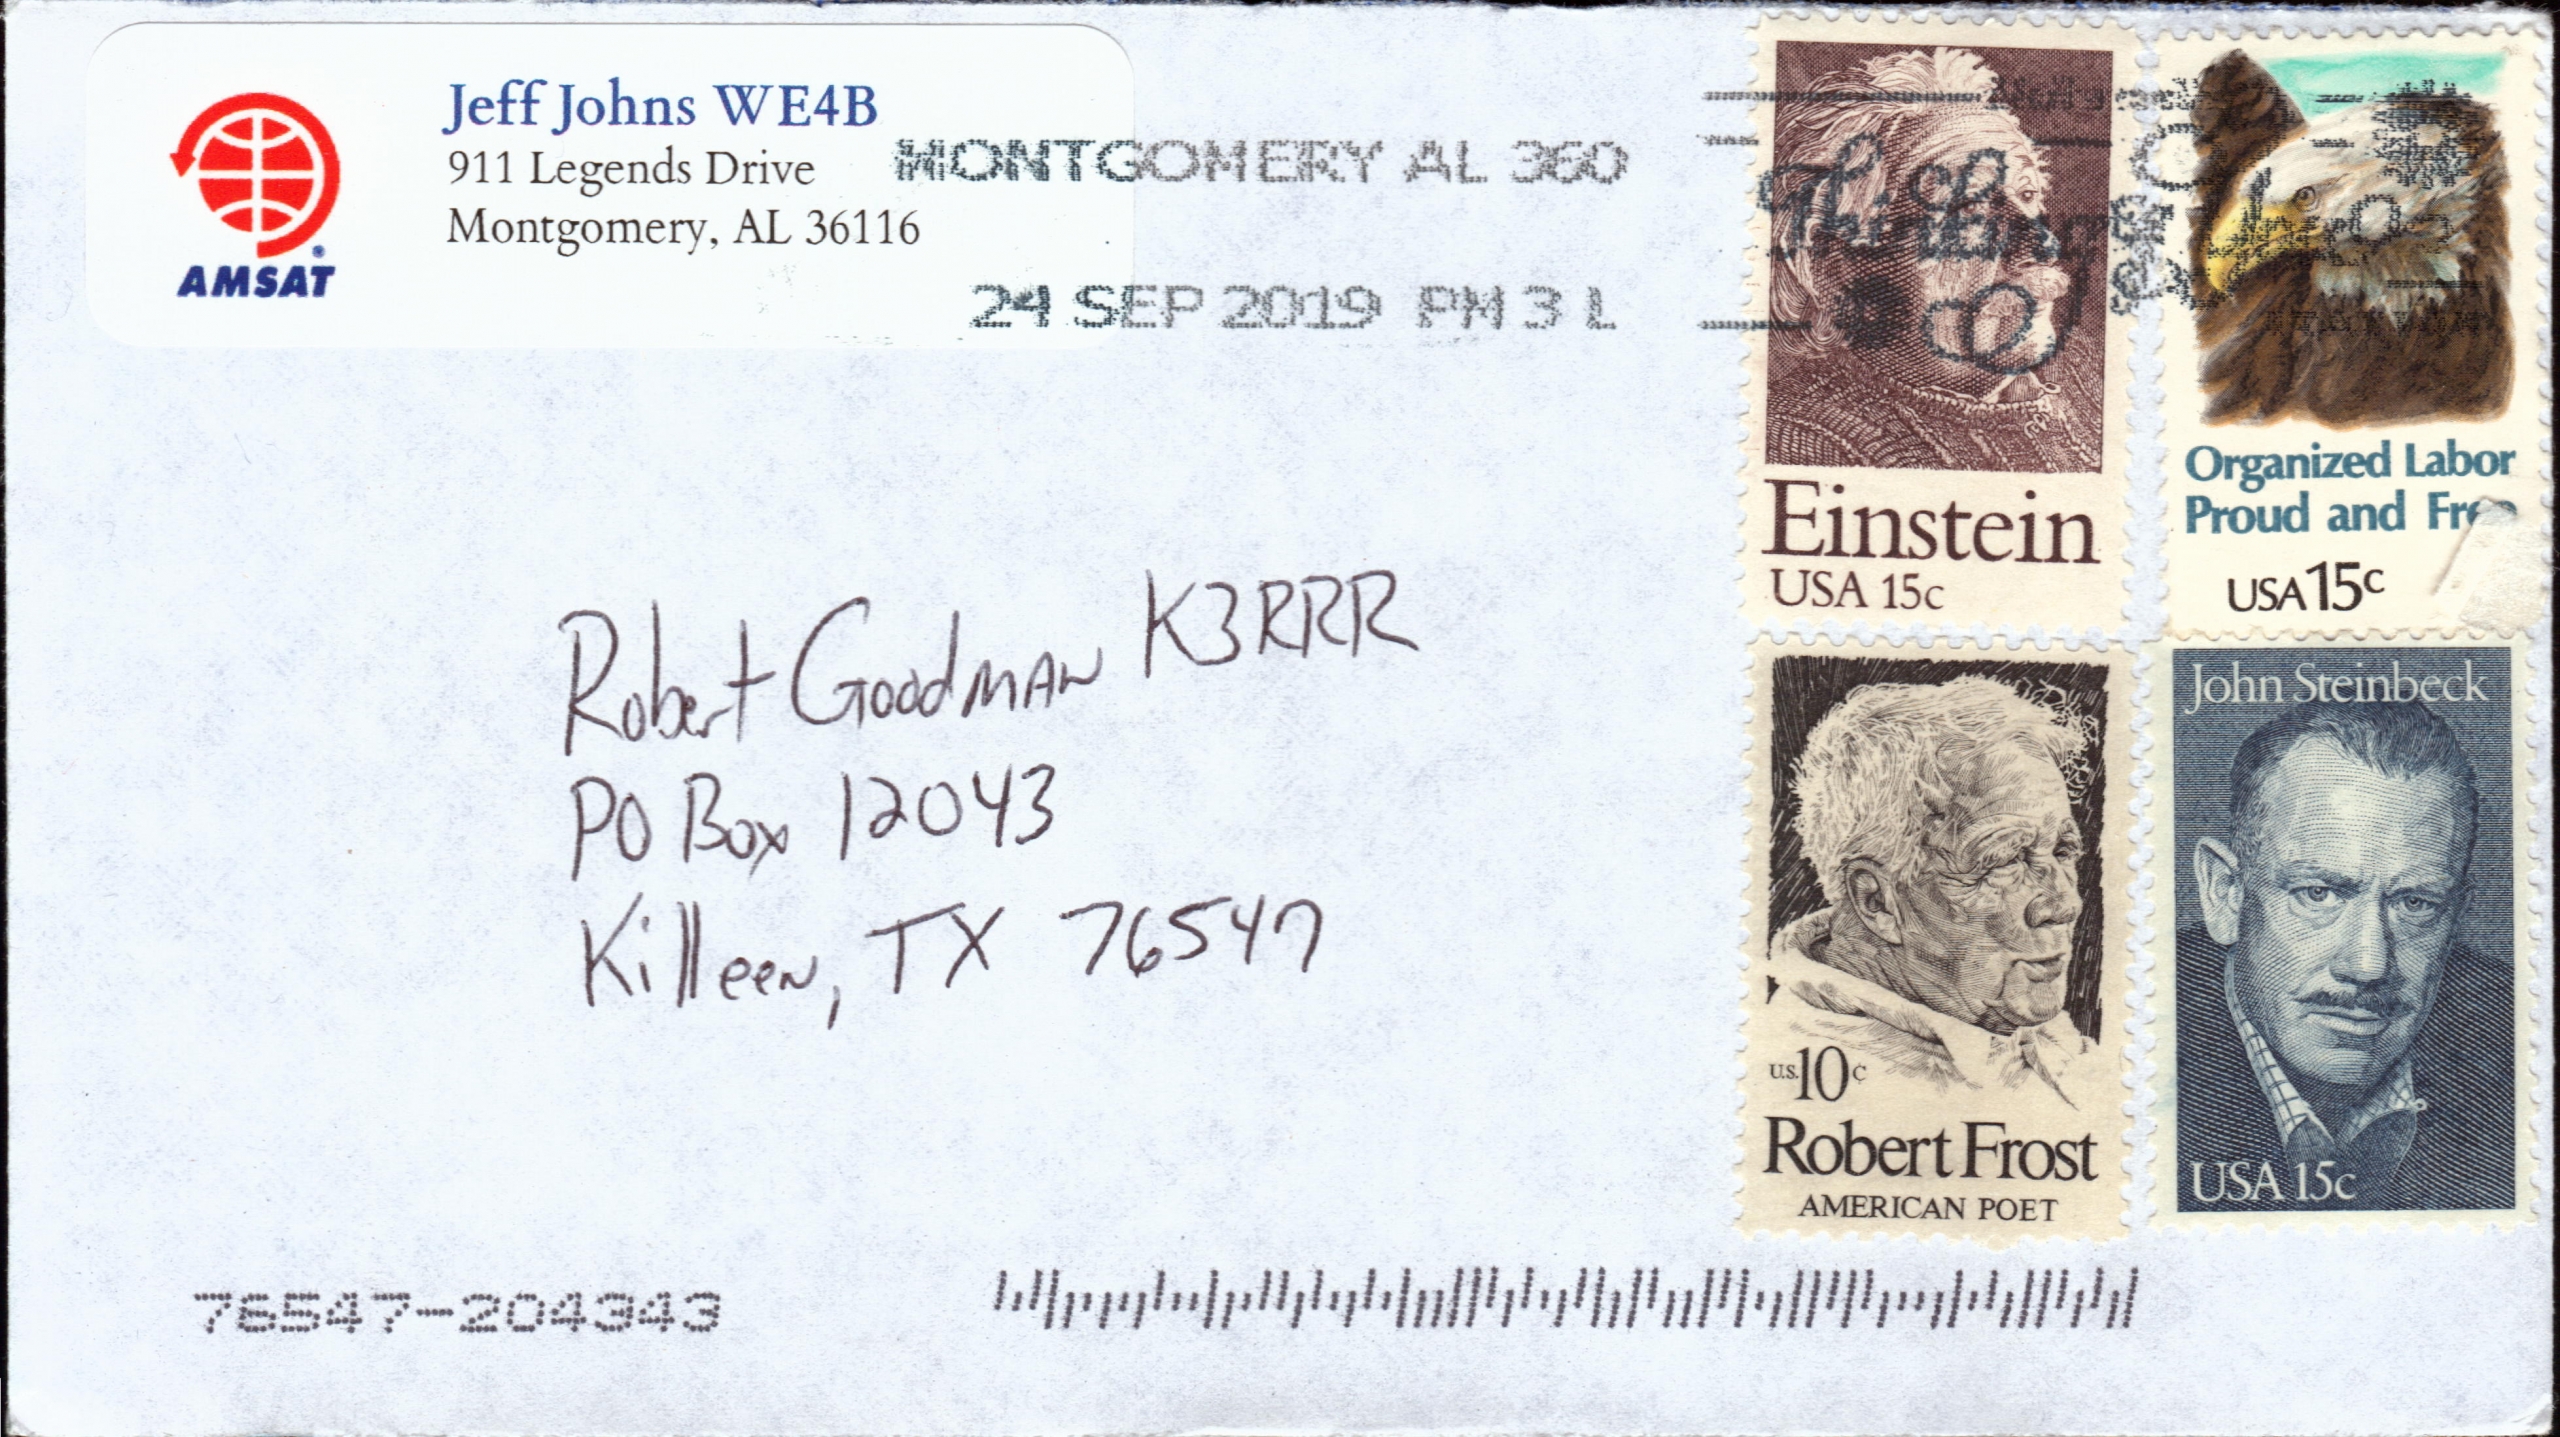 Jeff Johns WE4B
911 Legends Drive
Montgomery, AL 36116
AMSAT
MONTGOMERY AL 360
24 SEP 2019 PM 3 L
Einstein
USA 15c
Organized Labor
Proud and Free
USA 15c
Robert Goodman K3RRR
PO Box 12043
Killeen, TX 76547
U.S. 10c
Robert Frost
AMERICAN POET
John Steinbeck
USA 15c
76547-204343